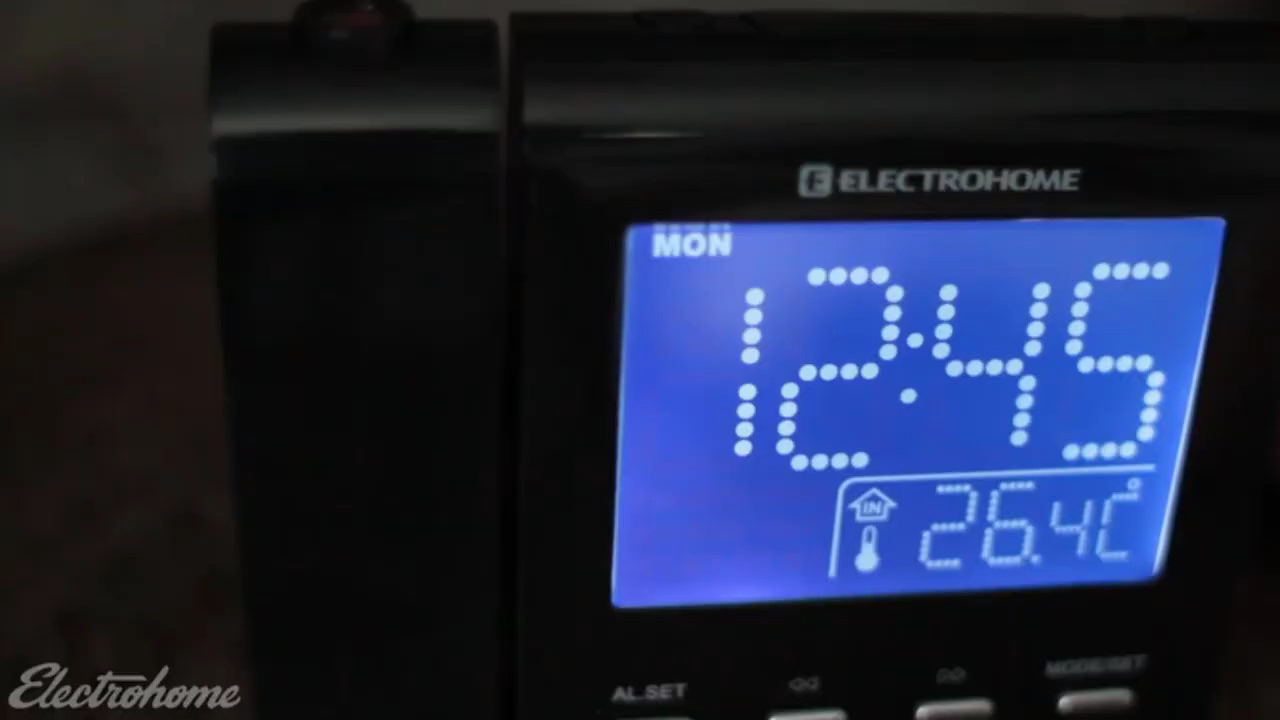 ELECTROHOME
MON
12:45
IN
26.4C°
AL.SET
MODE/SET
Electrohome